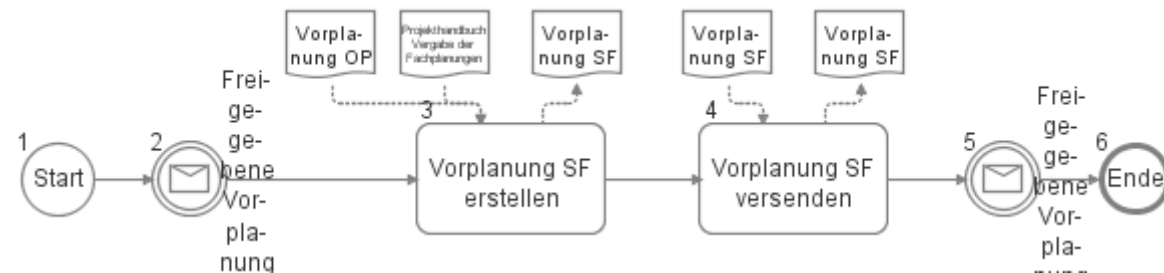 Vorpla-
nung OP
Projekthandbuch
Vergabe der
Fachplanungen
Vorpla-
nung SF
Vorpla-
nung SF
Vorpla-
nung SF
1
Start
2
Frei-
ge-
ge-
bene
Vor-
pla-
nung
3
Vorplanung SF
erstellen
4
Vorplanung SF
versenden
5
Frei-
ge-
ge-
bene
Vor-
pla-
nung
6
Ende